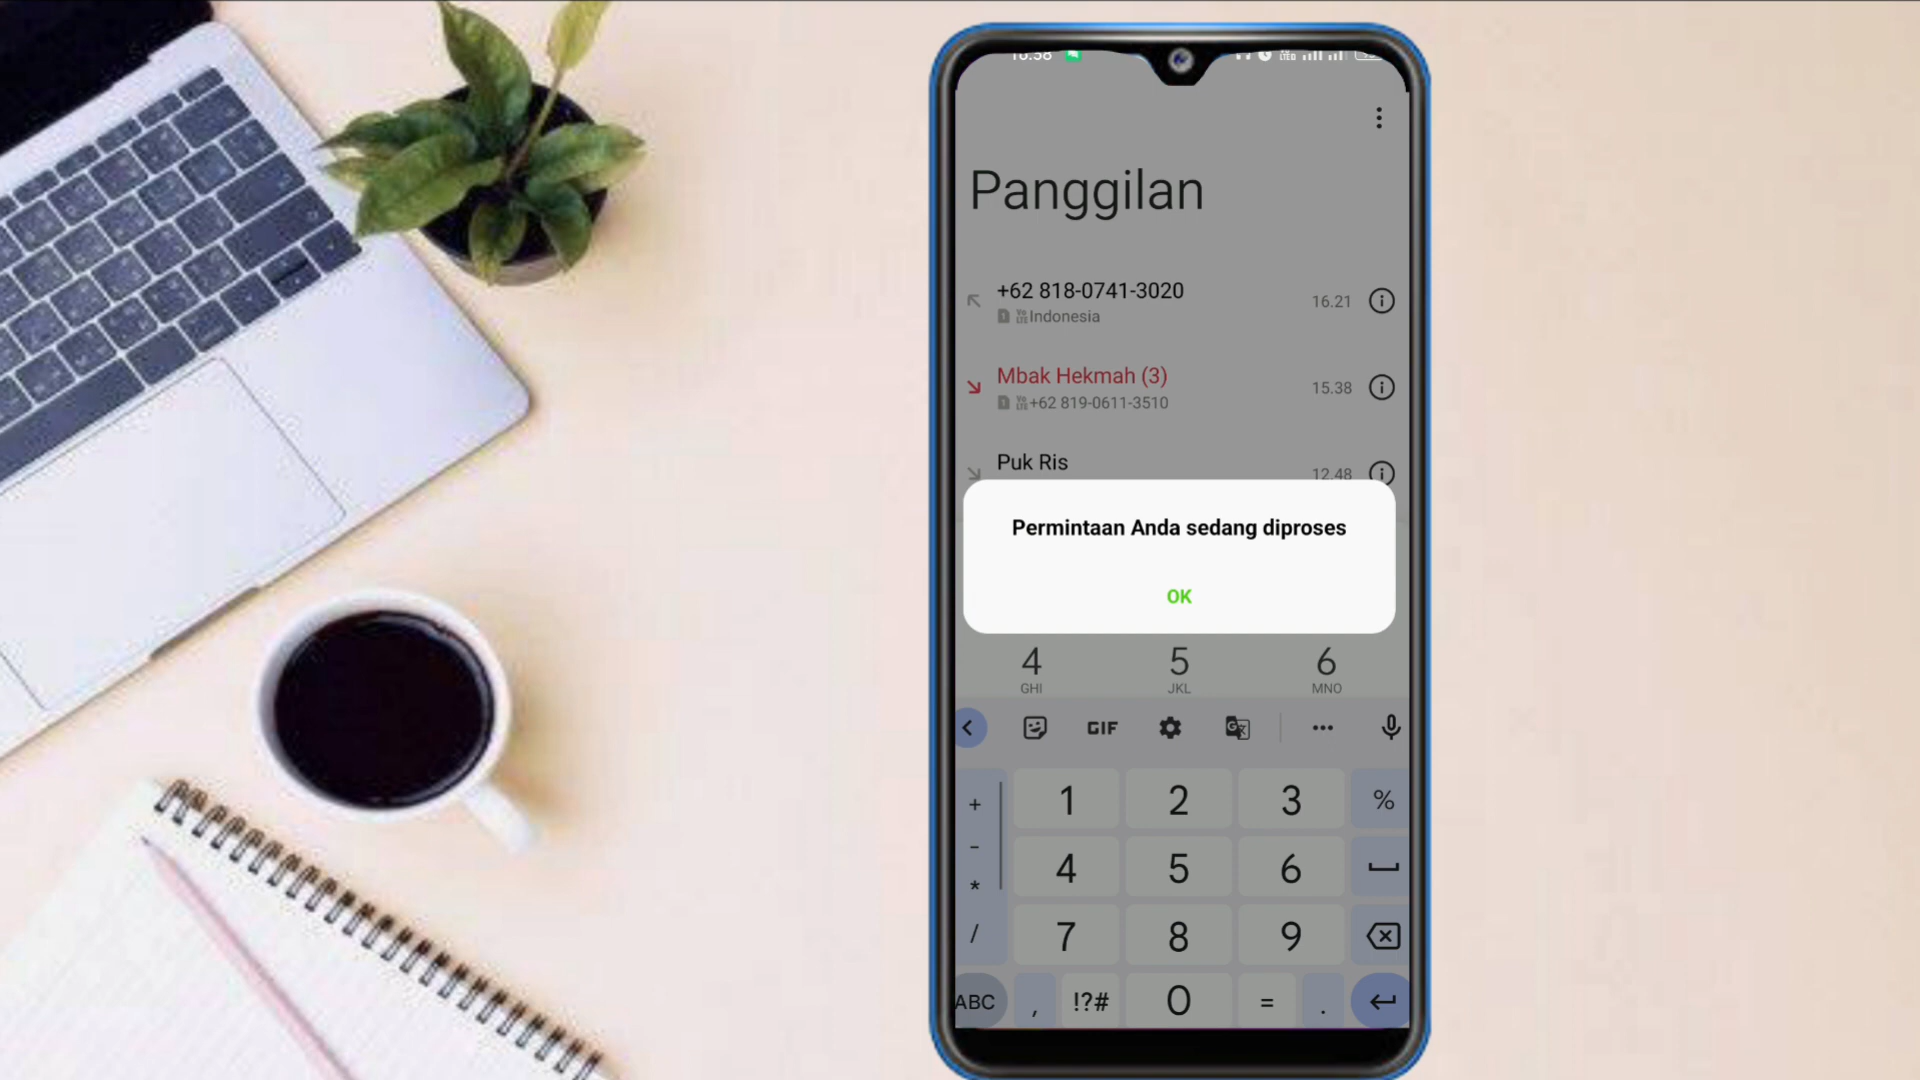 16.38
Panggilan
+62 818-0741-3020
16.21
Indonesia
Mbak Hekmah (3)
15.38
+62 819-0611-3510
Puk Ris
12.48
Permintaan Anda sedang diproses
OK
4 5 6
GHI JKL MNO
GIF
+ 1 2 3 %
-
4 5 6
*
/ 7 8 9
ABC , !?# 0 = .